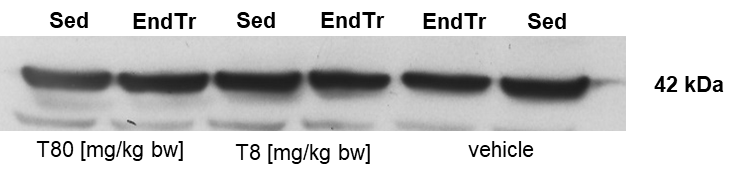 Sed EndTr Sed EndTr EndTr Sed
42 kDa
T80 [mg/kg bw] T8 [mg/kg bw] vehicle